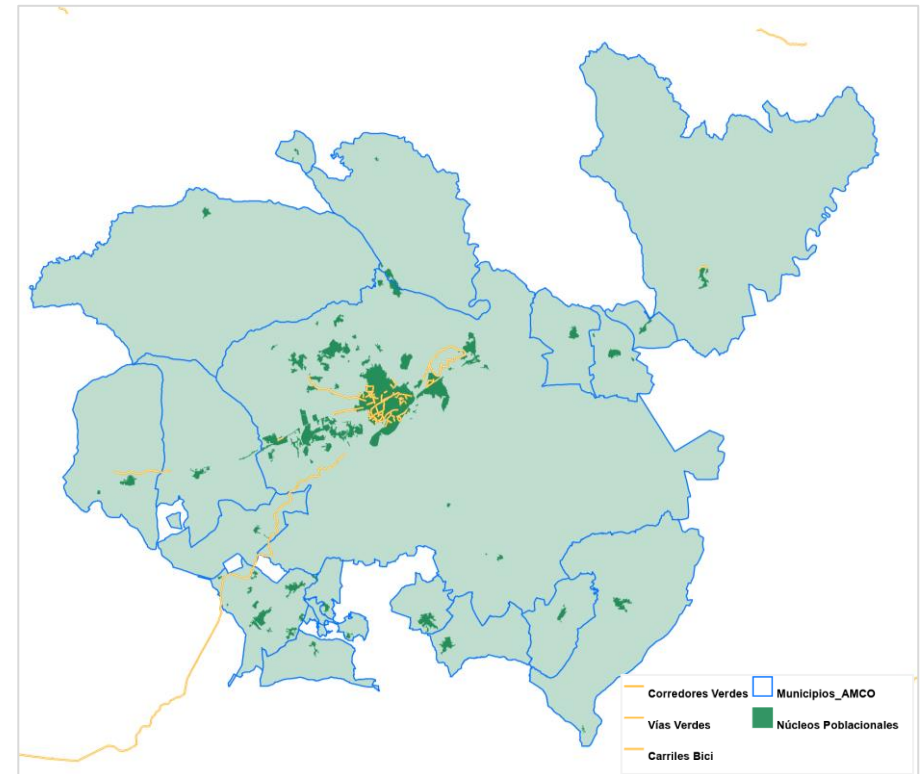 Corredores Verdes Municipios_AMCO
Vías Verdes Núcleos Poblacionales
Carriles Bici